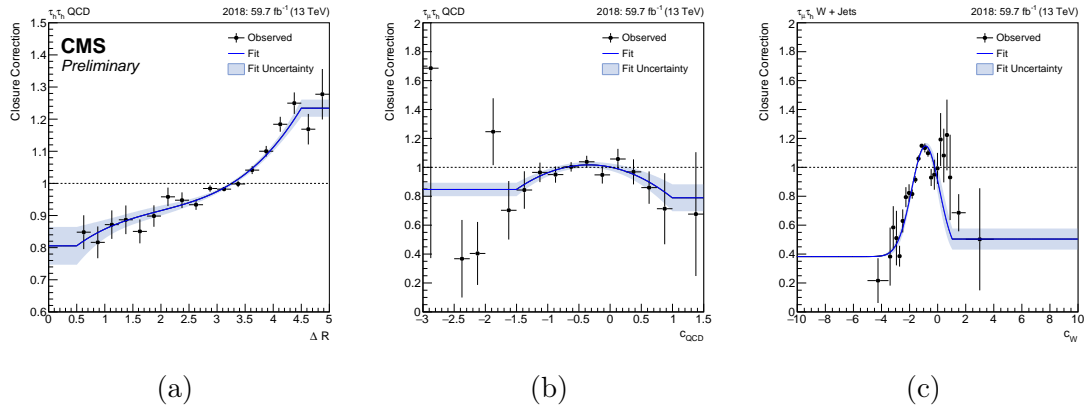 τₕτₕ QCD 2018: 59.7 fb⁻¹ (13 TeV)
CMS
Preliminary
Observed
Fit
Fit Uncertainty
Closure Correction
1.5
1.4
1.3
1.2
1.1
1
0.9
0.8
0.7
0.6
0 0.5 1 1.5 2 2.5 3 3.5 4 4.5 5
Δ R
(a)
τ_μτₕ QCD 2018: 59.7 fb⁻¹ (13 TeV)
Observed
Fit
Fit Uncertainty
Closure Correction
2
1.8
1.6
1.4
1.2
1
0.8
0.6
0.4
0.2
0
−3 −2.5 −2 −1.5 −1 −0.5 0 0.5 1 1.5
c_QCD
(b)
τ_μτₕ W + Jets 2018: 59.7 fb⁻¹ (13 TeV)
Observed
Fit
Fit Uncertainty
Closure Correction
2
1.8
1.6
1.4
1.2
1
0.8
0.6
0.4
0.2
0
−10 −8 −6 −4 −2 0 2 4 6 8 10
c_W
(c)